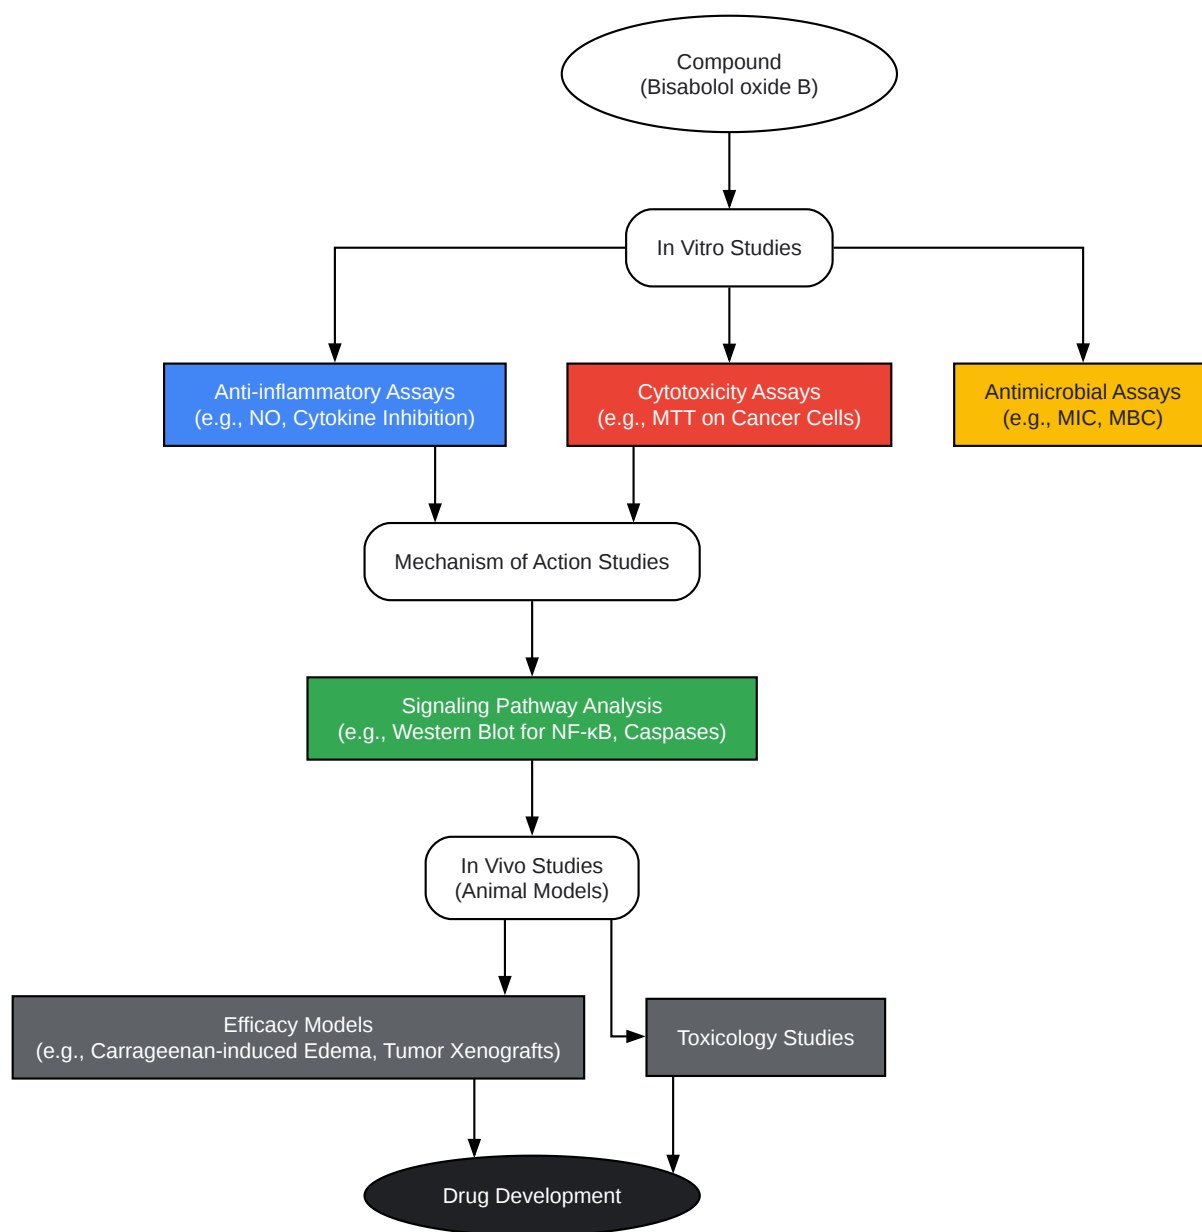 Compound
(Bisabolol oxide B)
In Vitro Studies
Anti-inflammatory Assays
(e.g., NO, Cytokine Inhibition)
Cytotoxicity Assays
(e.g., MTT on Cancer Cells)
Antimicrobial Assays
(e.g., MIC, MBC)
Mechanism of Action Studies
Signaling Pathway Analysis
(e.g., Western Blot for NF-κB, Caspases)
In Vivo Studies
(Animal Models)
Efficacy Models
(e.g., Carrageenan-induced Edema, Tumor Xenografts)
Toxicology Studies
Drug Development